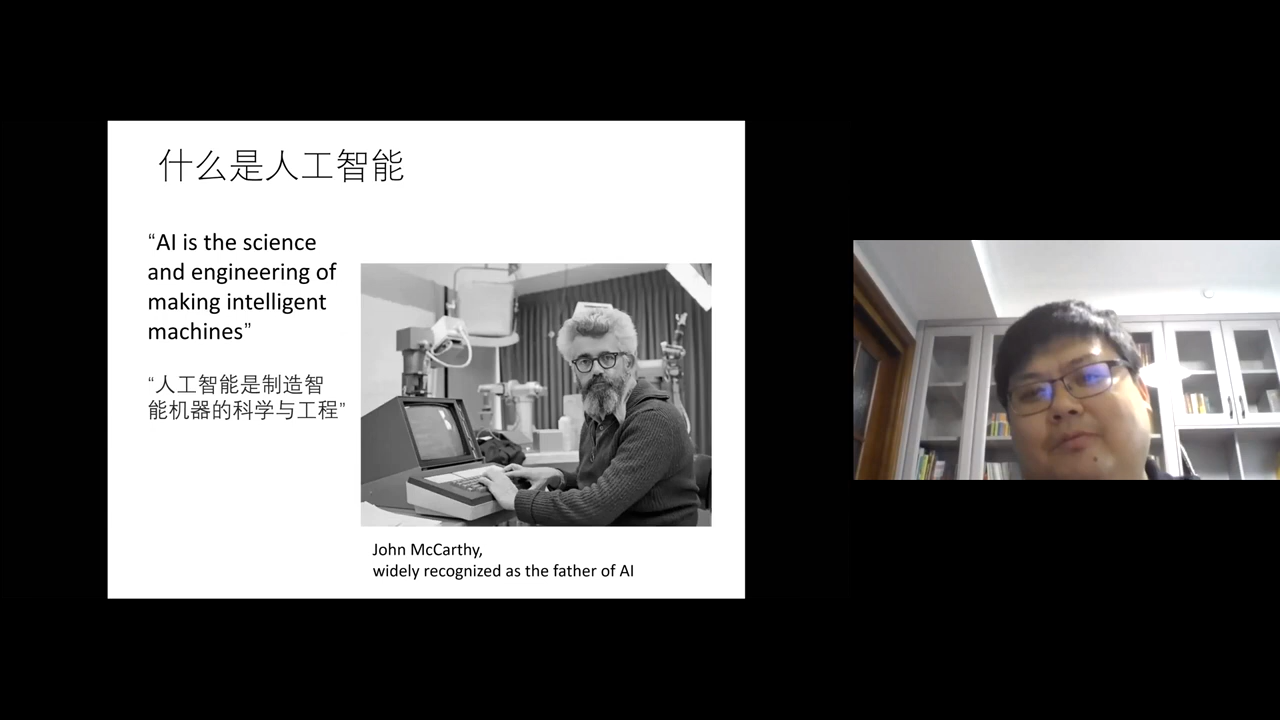 什么是人工智能
“AI is the science
and engineering of
making intelligent
machines”
“人工智能是制造智
能机器的科学与工程”
John McCarthy,
widely recognized as the father of AI